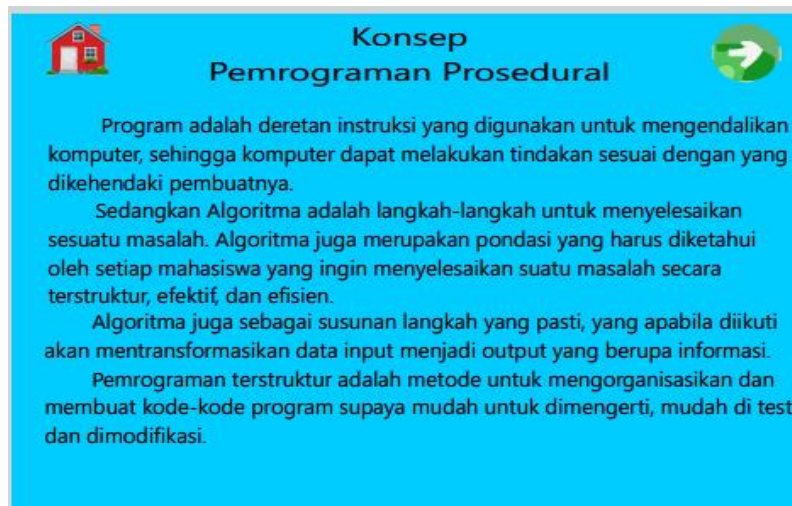 Konsep
Pemrograman Prosedural
Program adalah deretan instruksi yang digunakan untuk mengendalikan
komputer, sehingga komputer dapat melakukan tindakan sesuai dengan yang
dikehendaki pembuatnya.
Sedangkan Algoritma adalah langkah-langkah untuk menyelesaikan
sesuatu masalah. Algoritma juga merupakan pondasi yang harus diketahui
oleh setiap mahasiswa yang ingin menyelesaikan suatu masalah secara
terstruktur, efektif, dan efisien.
Algoritma juga sebagai susunan langkah yang pasti, yang apabila diikuti
akan mentransformasikan data input menjadi output yang berupa informasi.
Pemrograman terstruktur adalah metode untuk mengorganisasikan dan
membuat kode-kode program supaya mudah untuk dimengerti, mudah di test
dan dimodifikasi.